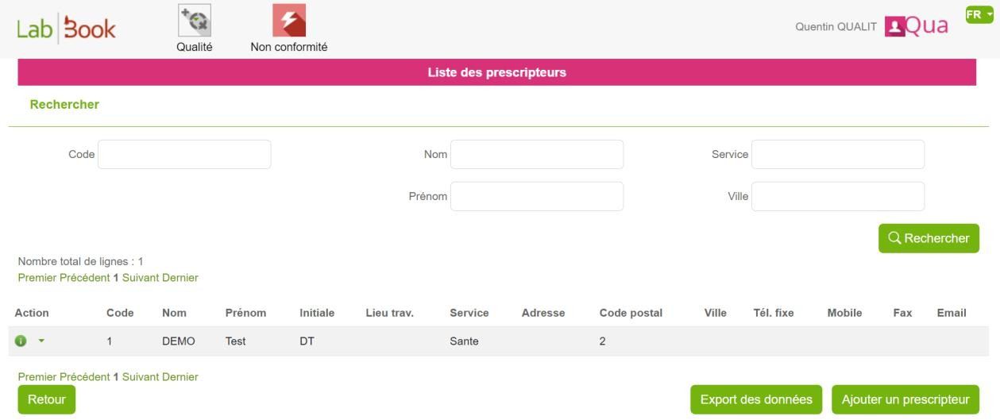 Lab Book
Qualité
Non conformité
Quentin QUALIT
Qua
FR
Liste des prescripteurs
Rechercher
Code
Nom
Service
Prénom
Ville
Rechercher
Nombre total de lignes : 1
Premier Précédent 1 Suivant Dernier
Action Code Nom Prénom Initiale Lieu trav. Service Adresse Code postal Ville Tél. fixe Mobile Fax Email
1 DEMO Test DT Sante 2
Premier Précédent 1 Suivant Dernier
Retour
Export des données
Ajouter un prescripteur